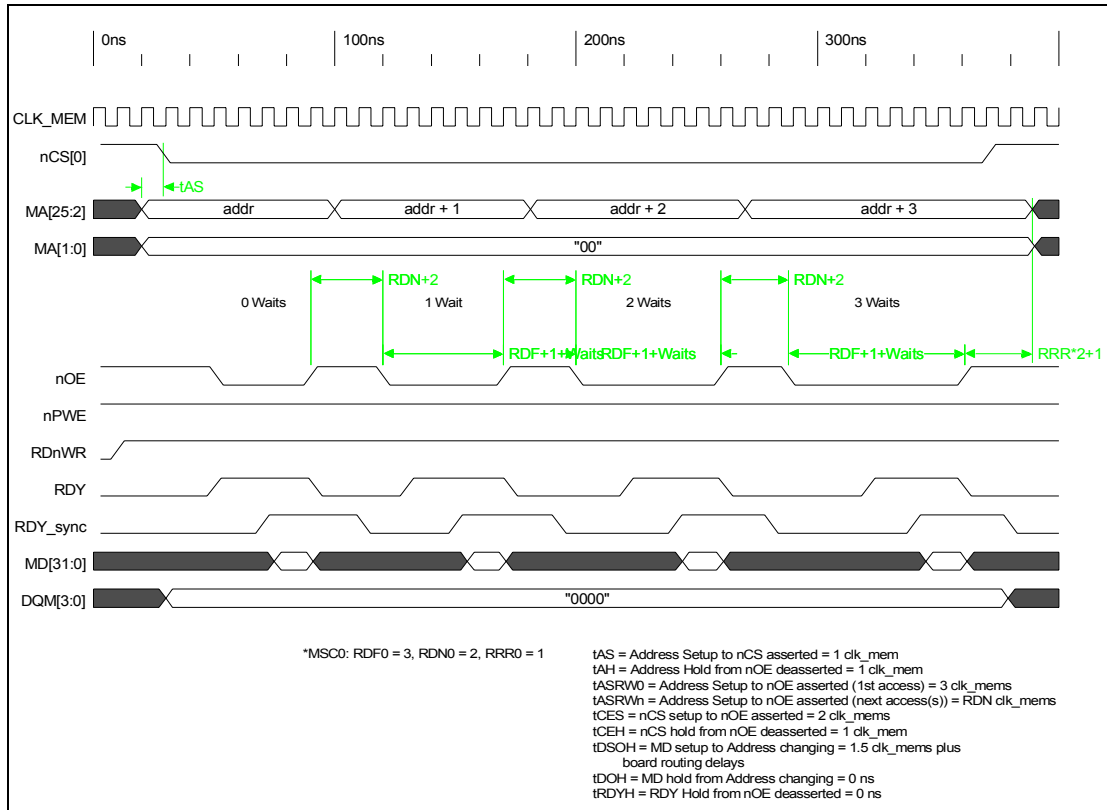 0ns 100ns 200ns 300ns
CLK_MEM
nCS[0]
tAS
MA[25:2] addr addr + 1 addr + 2 addr + 3
MA[1:0] "00"
RDN+2 RDN+2 RDN+2
0 Waits 1 Wait 2 Waits 3 Waits
RDF+1+Waits RDF+1+Waits RDF+1+Waits RRR*2+1
nOE
nPWE
RDnWR
RDY
RDY_sync
MD[31:0]
DQM[3:0] "0000"
*MSC0: RDF0 = 3, RDN0 = 2, RRR0 = 1
tAS = Address Setup to nCS asserted = 1 clk_mem
tAH = Address Hold from nOE deasserted = 1 clk_mem
tASRW0 = Address Setup to nOE asserted (1st access) = 3 clk_mems
tASRWn = Address Setup to nOE asserted (next access(s)) = RDN clk_mems
tCES = nCS setup to nOE asserted = 2 clk_mems
tCEH = nCS hold from nOE deasserted = 1 clk_mem
tDSOH = MD setup to Address changing = 1.5 clk_mems plus
board routing delays
tDOH = MD hold from Address changing = 0 ns
tRDYH = RDY Hold from nOE deasserted = 0 ns